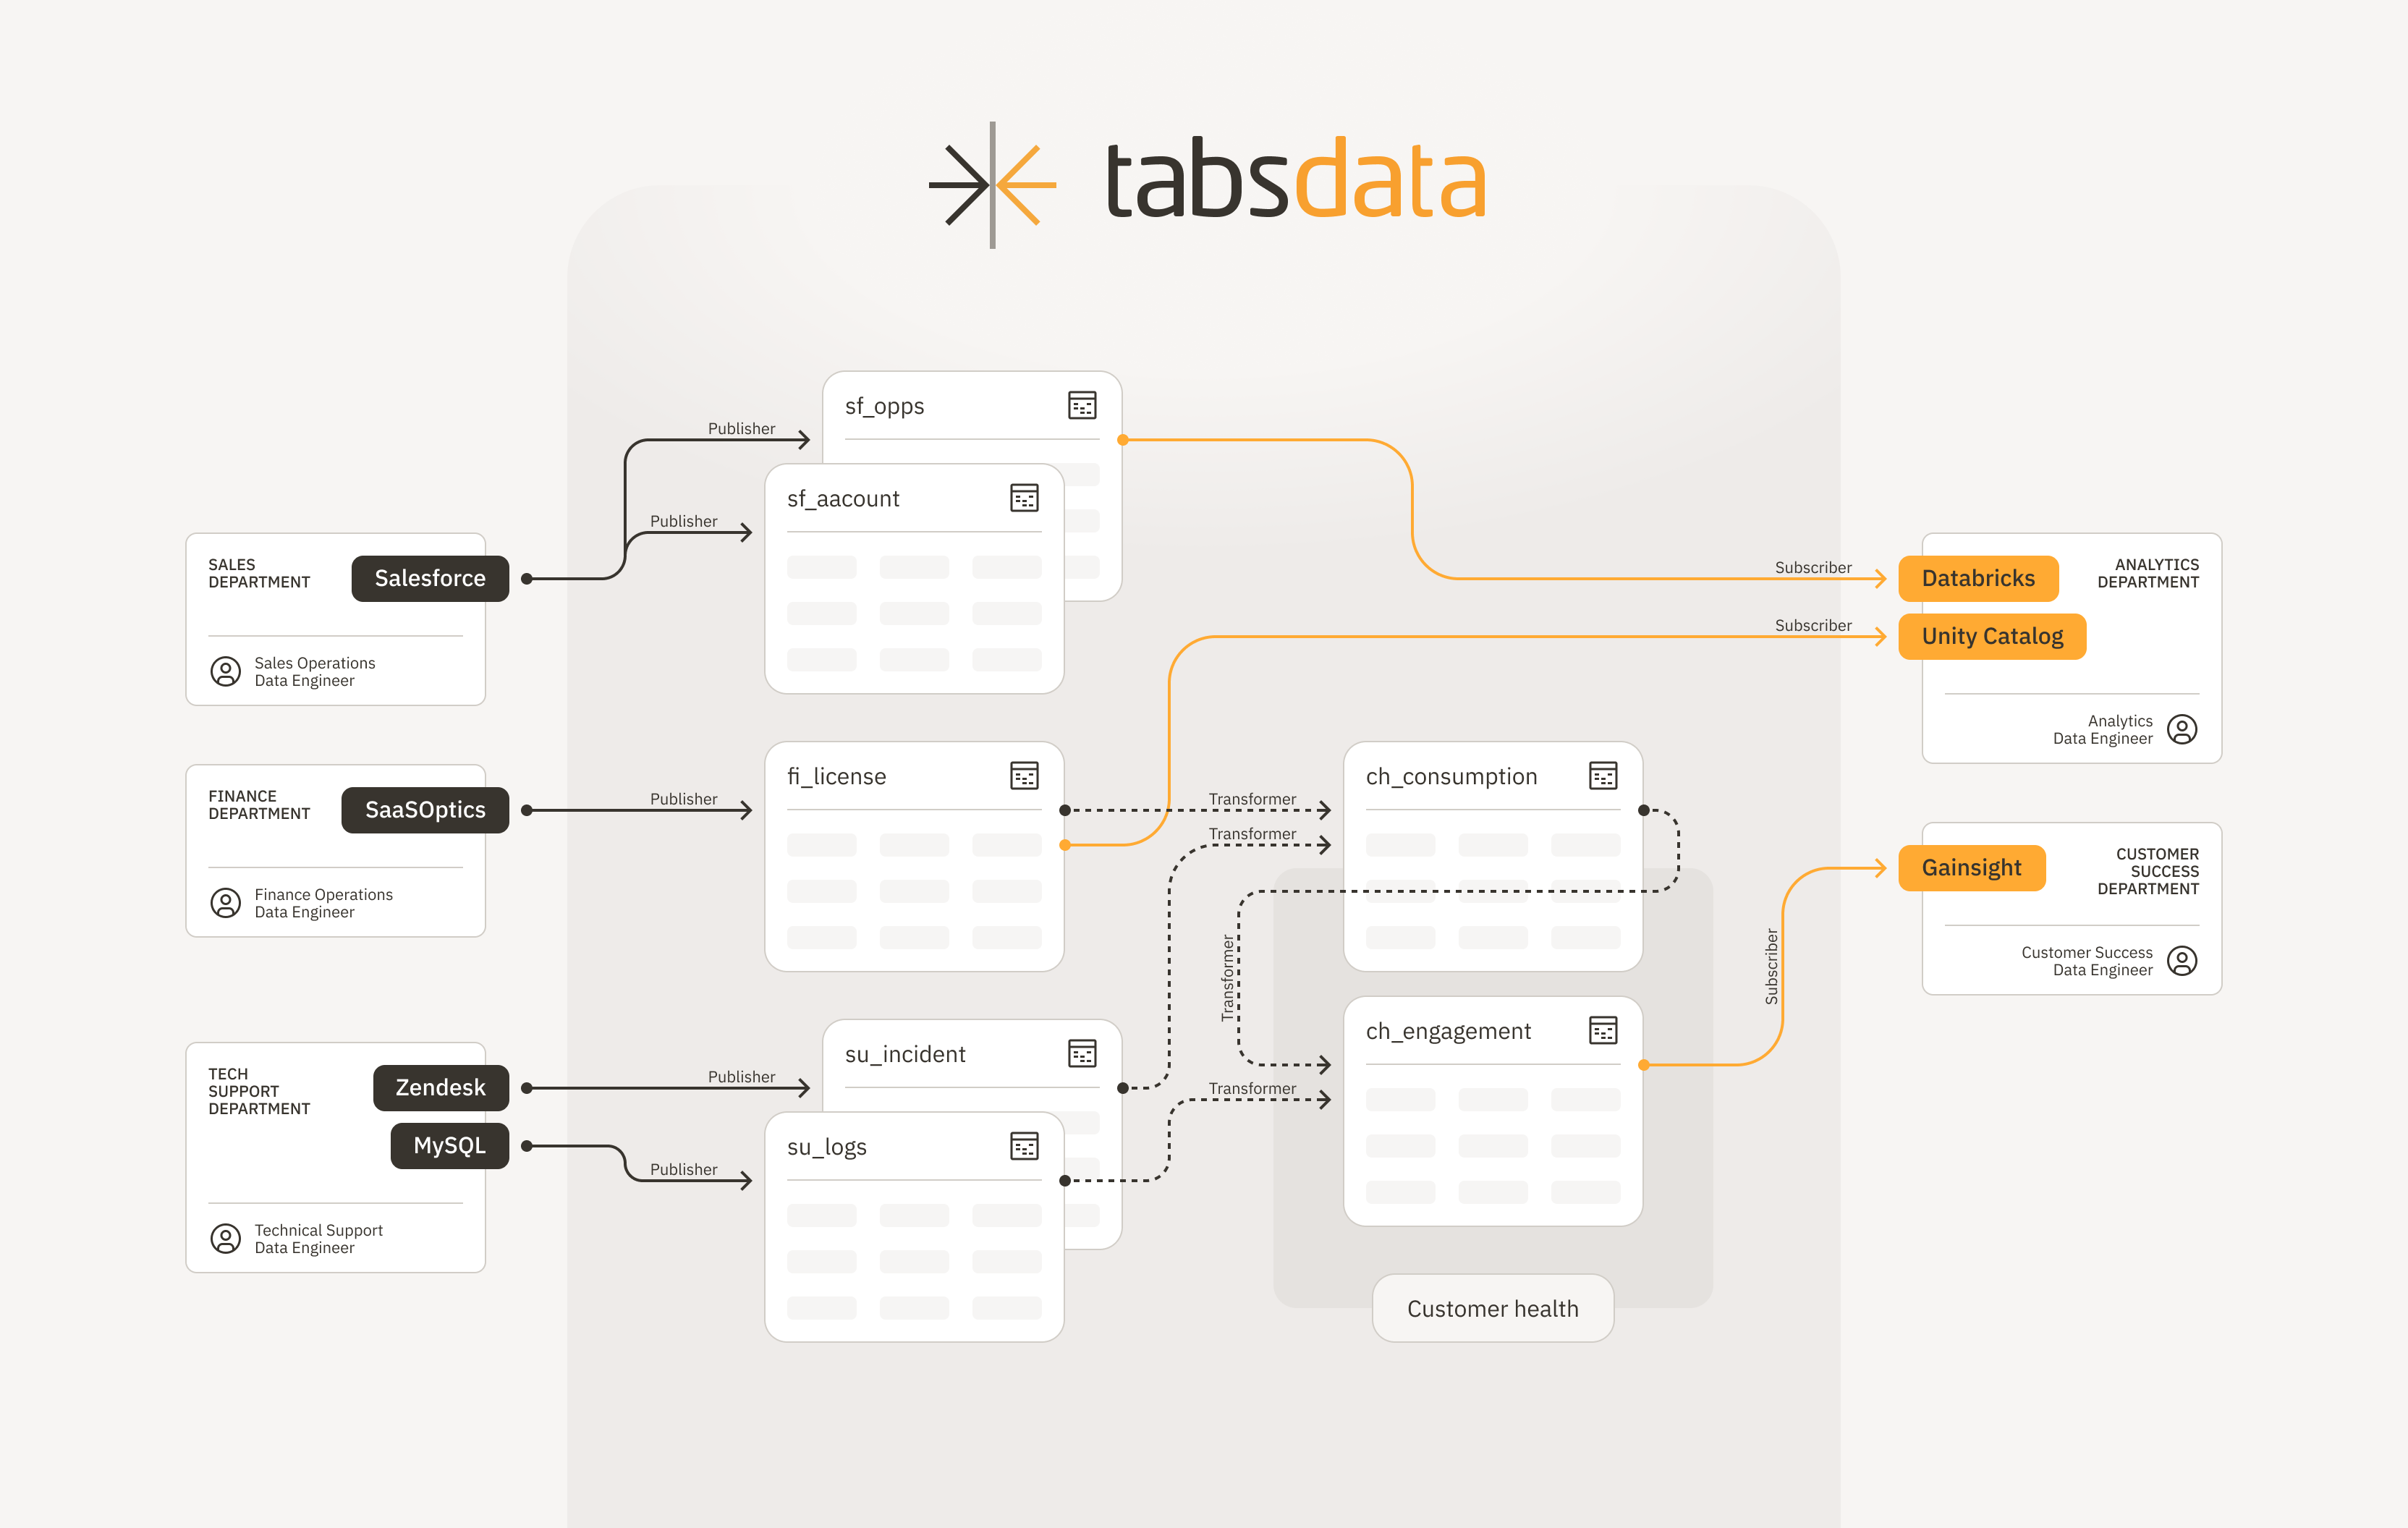 tabsdata
sf_opps
Publisher
sf_aacount
Publisher
SALES
DEPARTMENT
Salesforce
Sales Operations
Data Engineer
Subscriber
Databricks
ANALYTICS
DEPARTMENT
Subscriber
Unity Catalog
Analytics
Data Engineer
FINANCE
DEPARTMENT
SaaSOptics
Publisher
fi_license
Transformer
Transformer
ch_consumption
Finance Operations
Data Engineer
Gainsight
CUSTOMER
SUCCESS
DEPARTMENT
Subscriber
Customer Success
Data Engineer
Transformer
TECH
SUPPORT
DEPARTMENT
Zendesk
MySQL
Publisher
su_incident
Publisher
su_logs
Transformer
ch_engagement
Technical Support
Data Engineer
Customer health